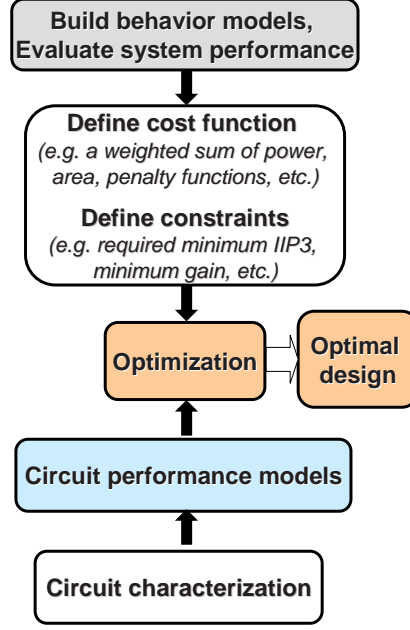 Build behavior models,
Evaluate system performance
Define cost function
(e.g. a weighted sum of power,
area, penalty functions, etc.)
Define constraints
(e.g. required minimum IIP3,
minimum gain, etc.)
Optimization
Optimal
design
Circuit performance models
Circuit characterization